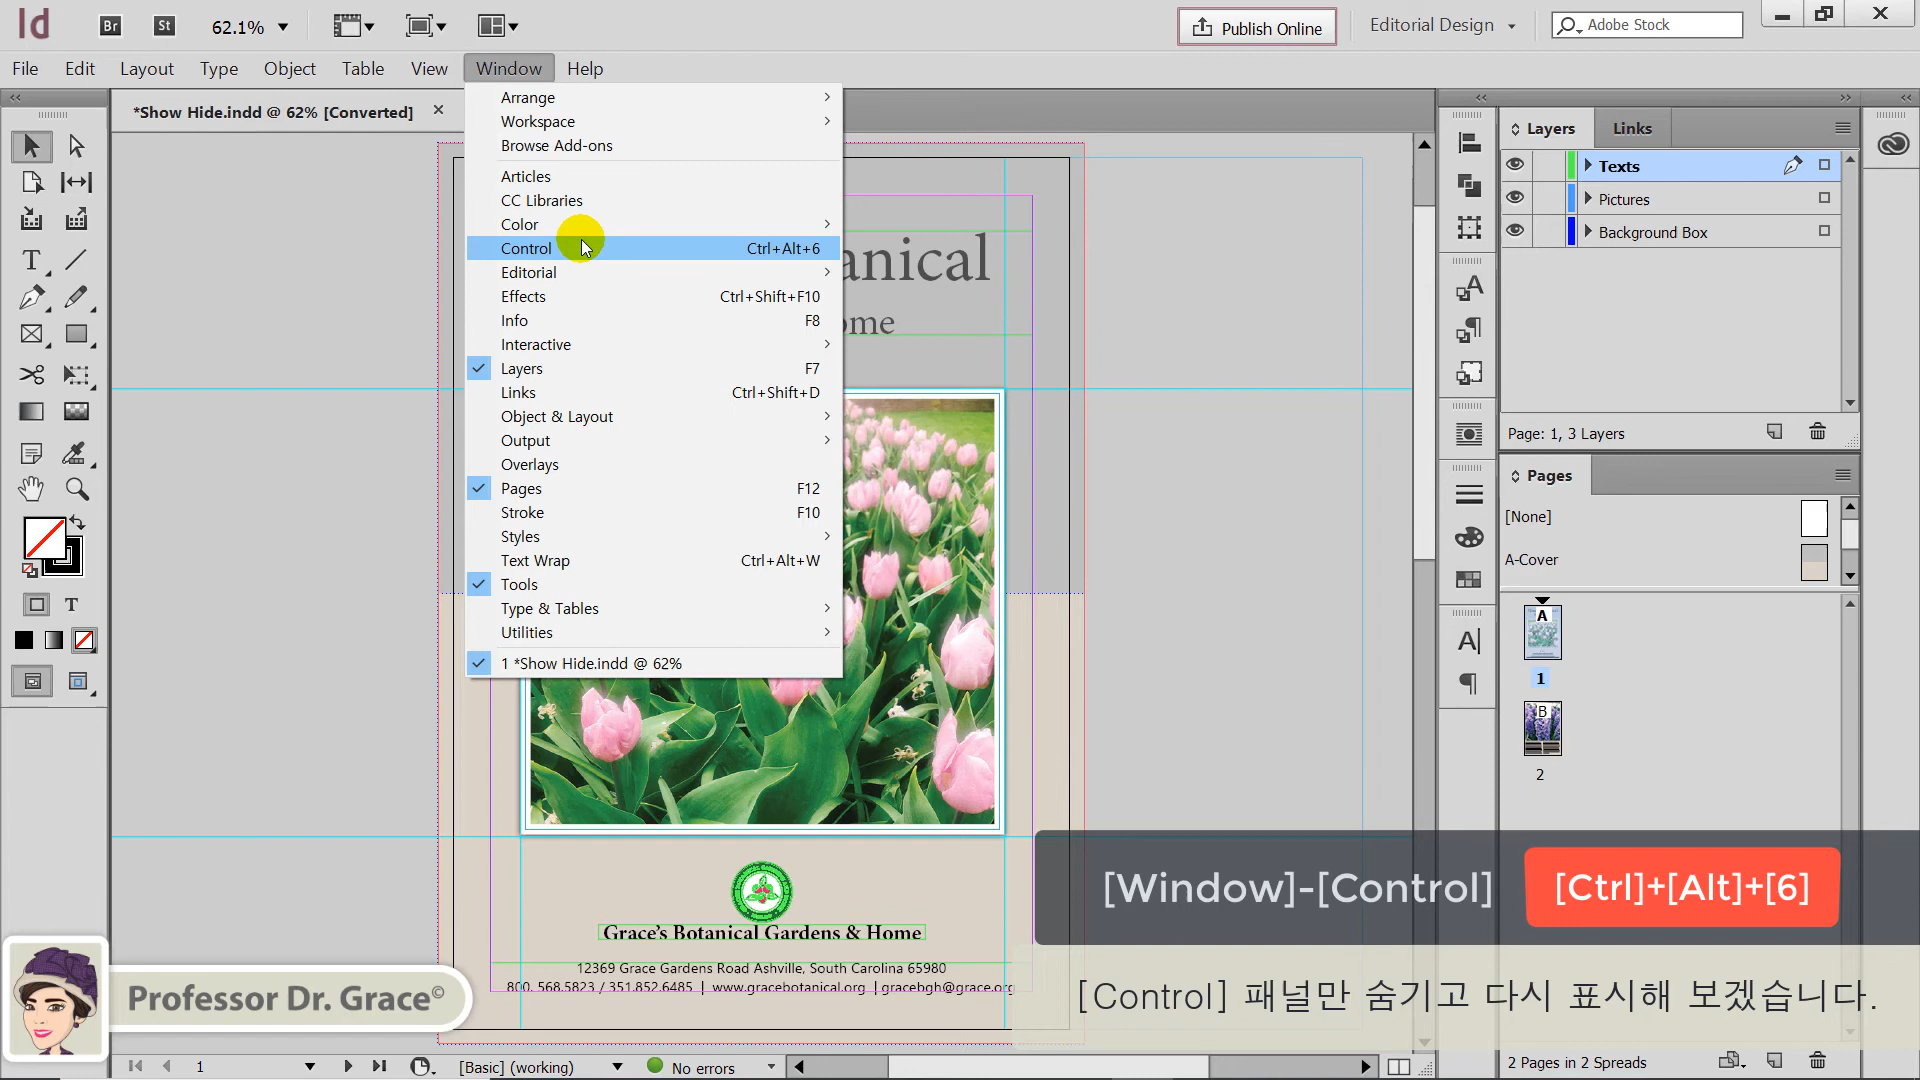 Id Br St 62.1% Publish Online Editorial Design Adobe Stock
File Edit Layout Type Object Table View Window Help
*Show Hide.indd @ 62% [Converted]
Arrange
Workspace
Browse Add-ons
Articles
CC Libraries
Color
Control Ctrl+Alt+6
Editorial
Effects Ctrl+Shift+F10
Info F8
Interactive
Layers F7
Links Ctrl+Shift+D
Object & Layout
Output
Overlays
Pages F12
Stroke F10
Styles
Text Wrap Ctrl+Alt+W
Tools
Type & Tables
Utilities
1 *Show Hide.indd @ 62%
anical
ome
Grace's Botanical Gardens & Home
12369 Grace Gardens Road Ashville, South Carolina 65980
800. 568.5823 / 351.852.6485 | www.gracebotanical.org | gracebgh@grace.org
Layers Links
Texts
Pictures
Background Box
Page: 1, 3 Layers
Pages
[None]
A-Cover
A
1
B
2
2 Pages in 2 Spreads
[Window]-[Control] [Ctrl]+[Alt]+[6]
[Control] 패널만 숨기고 다시 표시해 보겠습니다.
Professor Dr. Grace©
1 [Basic] (working) No errors